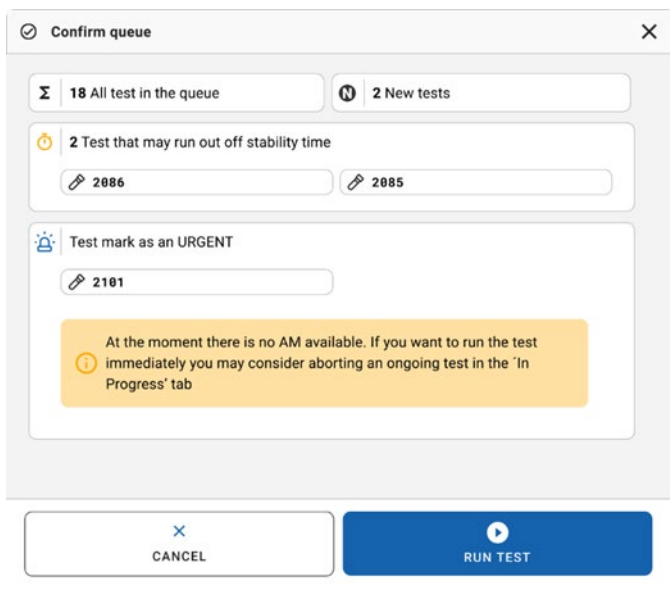 Confirm queue
Σ 18 All test in the queue
N 2 New tests
2 Test that may run out off stability time
2086
2085
Test mark as an URGENT
2101
At the moment there is no AM available. If you want to run the test
immediately you may consider aborting an ongoing test in the ´In
Progress’ tab
CANCEL
RUN TEST